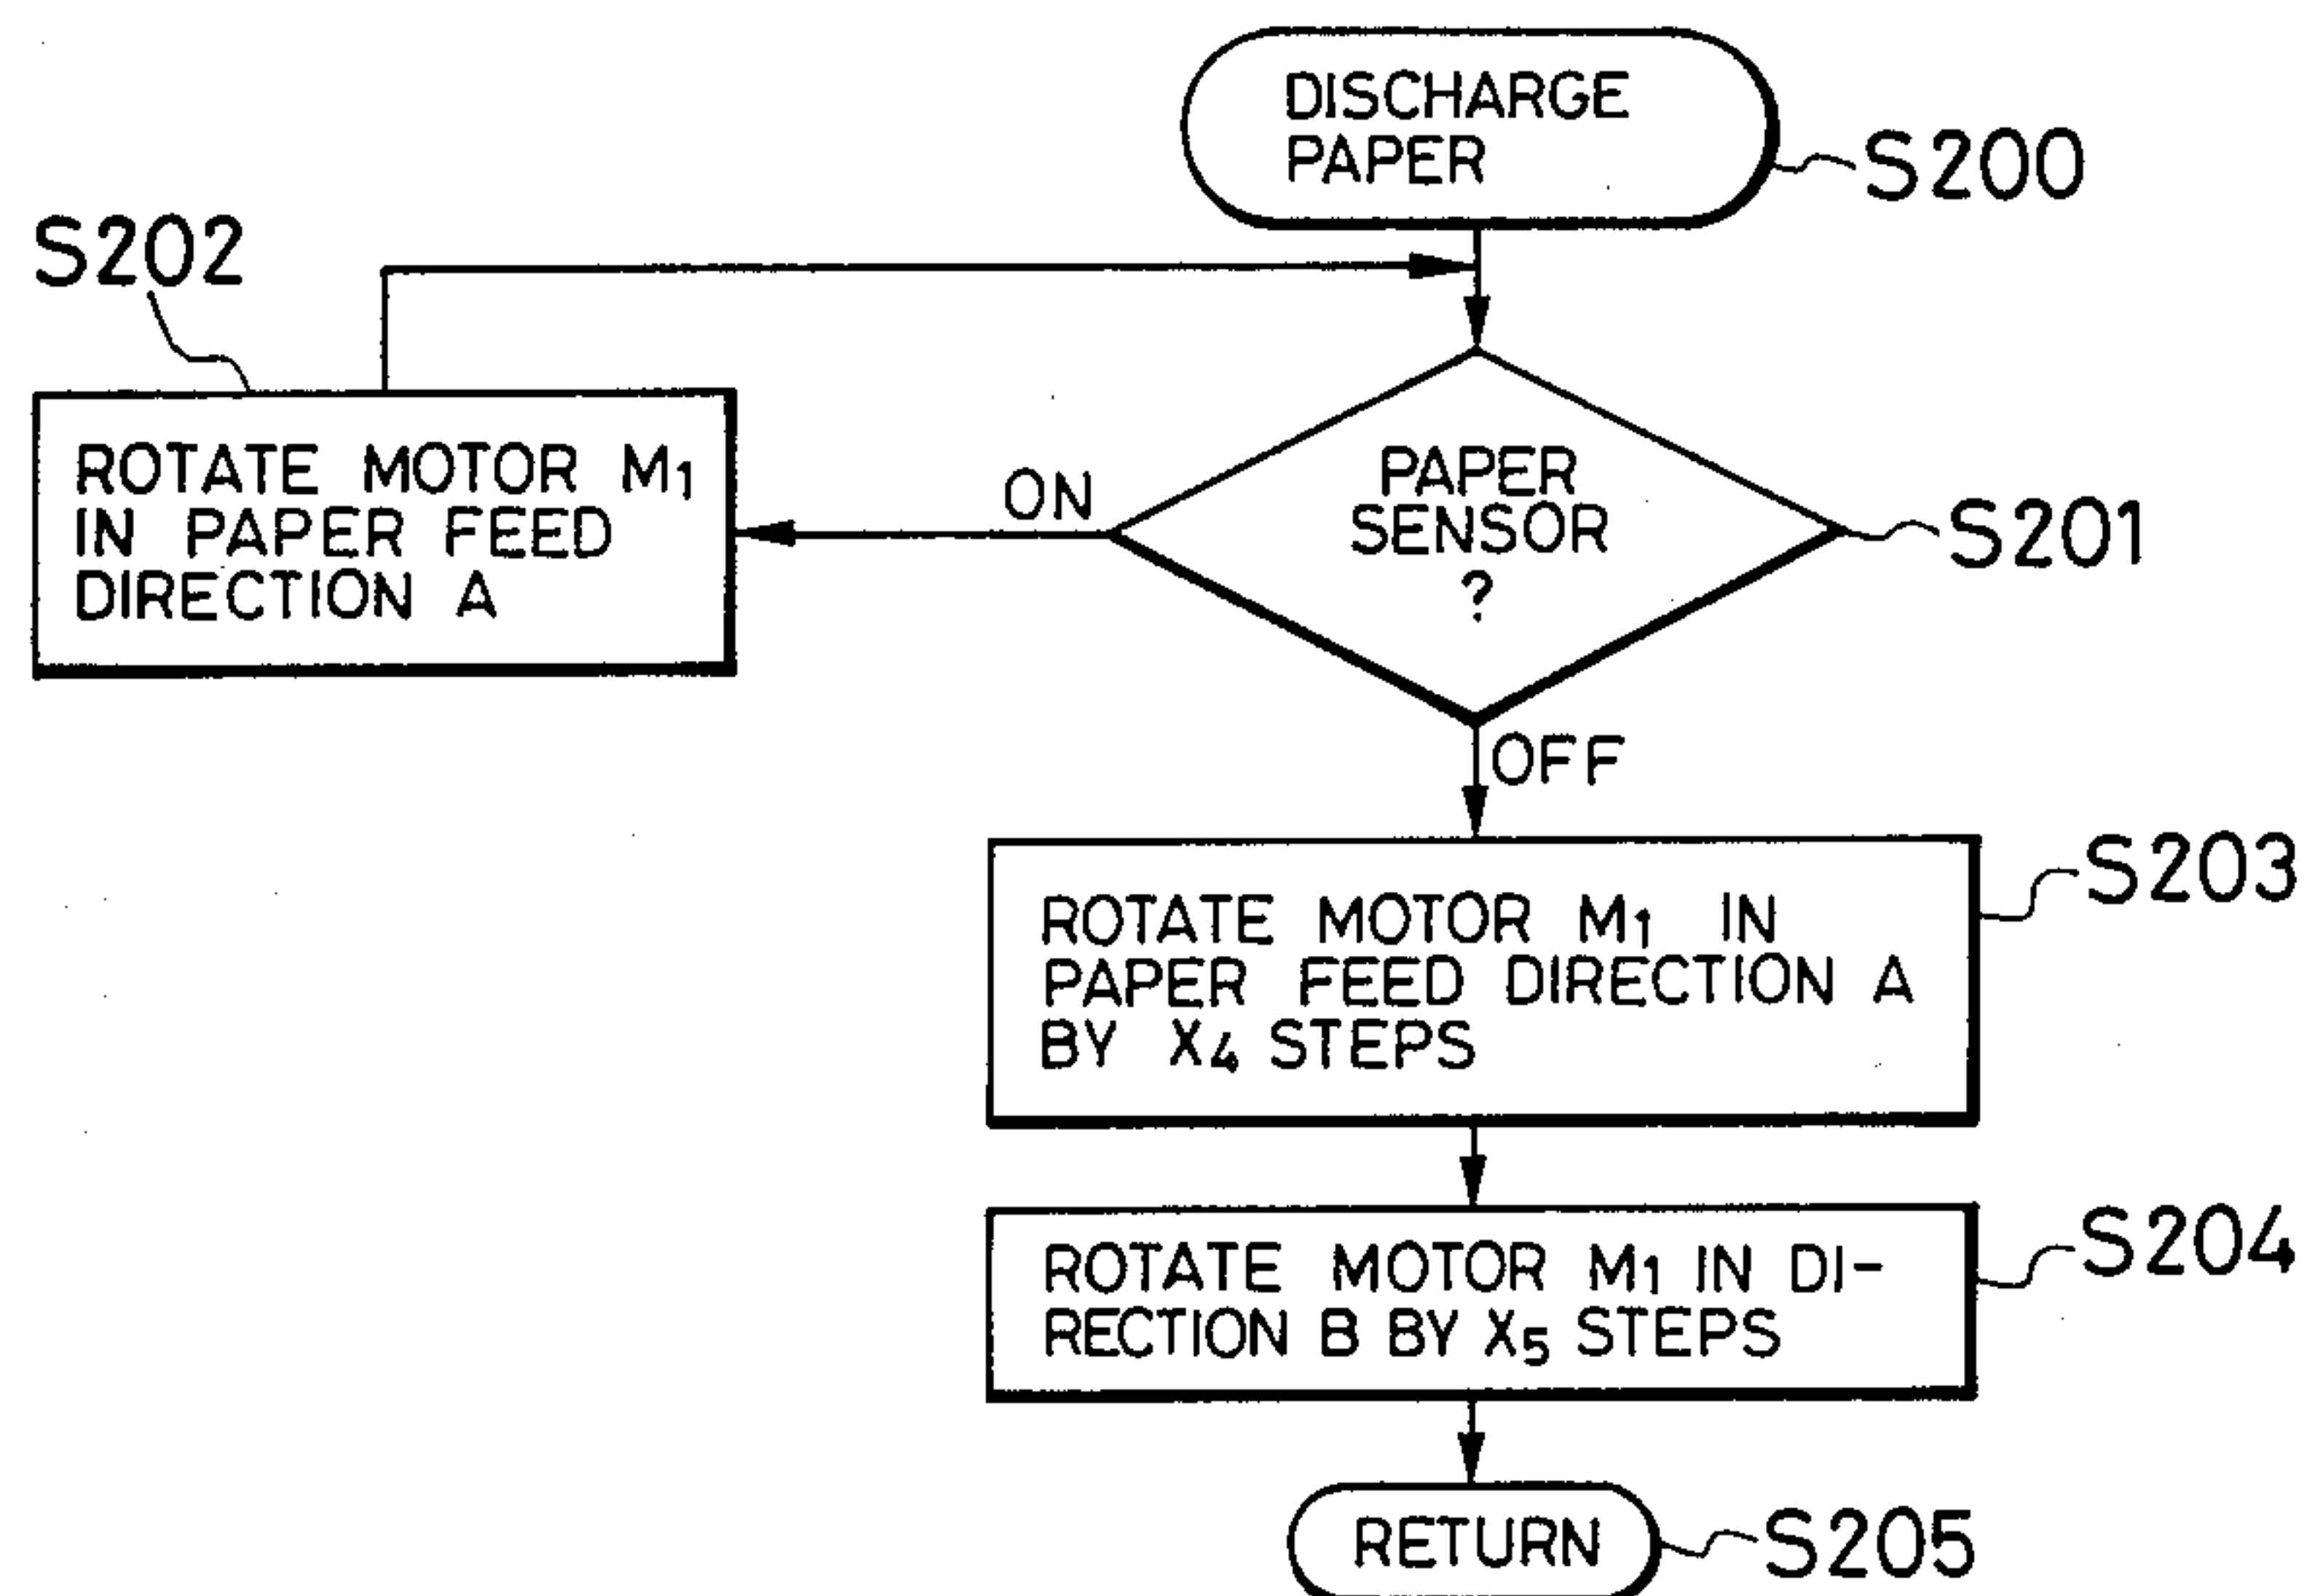 DISCHARGE
PAPER
S200
S202
ROTATE MOTOR M1
IN PAPER FEED
DIRECTION A
ON
PAPER
SENSOR
?
S201
OFF
ROTATE MOTOR M1 IN
PAPER FEED DIRECTION A
BY X4 STEPS
S203
ROTATE MOTOR M1 IN DI-
RECTION B BY X5 STEPS
S204
RETURN
S205